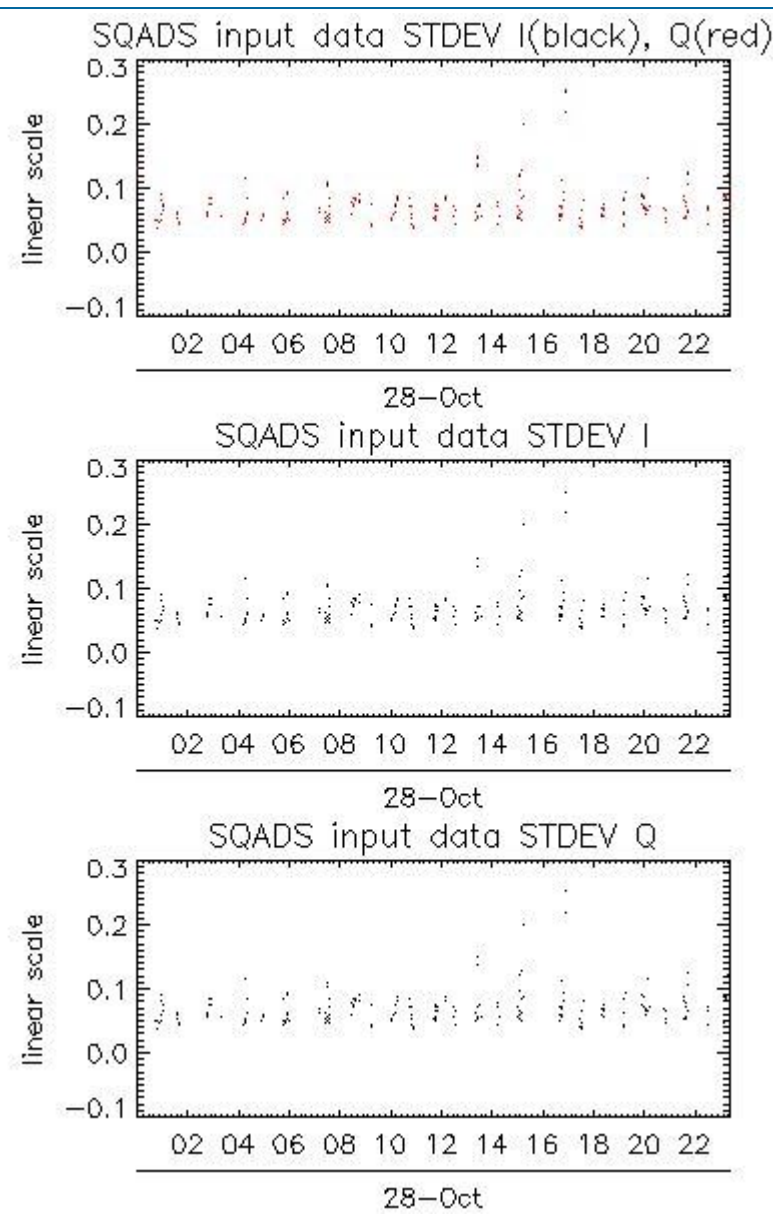 SQADS input data STDEV I(black), Q(red)
0.3
0.2
0.1
0.0
-0.1
linear scale
02 04 06 08 10 12 14 16 18 20 22
28-Oct
SQADS input data STDEV I
0.3
0.2
0.1
0.0
-0.1
linear scale
02 04 06 08 10 12 14 16 18 20 22
28-Oct
SQADS input data STDEV Q
0.3
0.2
0.1
0.0
-0.1
linear scale
02 04 06 08 10 12 14 16 18 20 22
28-Oct